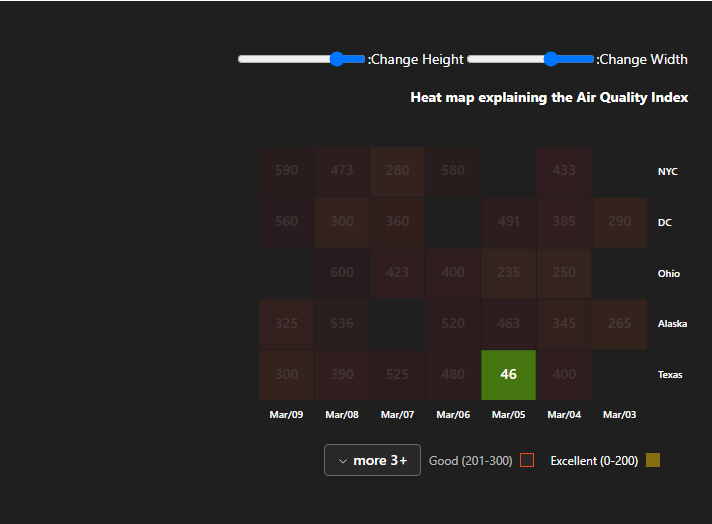 :Change Height :Change Width
Heat map explaining the Air Quality Index
590 473 280 580 433 NYC
560 300 360 491 385 290 DC
600 423 400 235 250 Ohio
325 536 520 463 345 265 Alaska
300 390 525 480 46 400 Texas
Mar/09 Mar/08 Mar/07 Mar/06 Mar/05 Mar/04 Mar/03
more 3+ Good (201-300) Excellent (0-200)